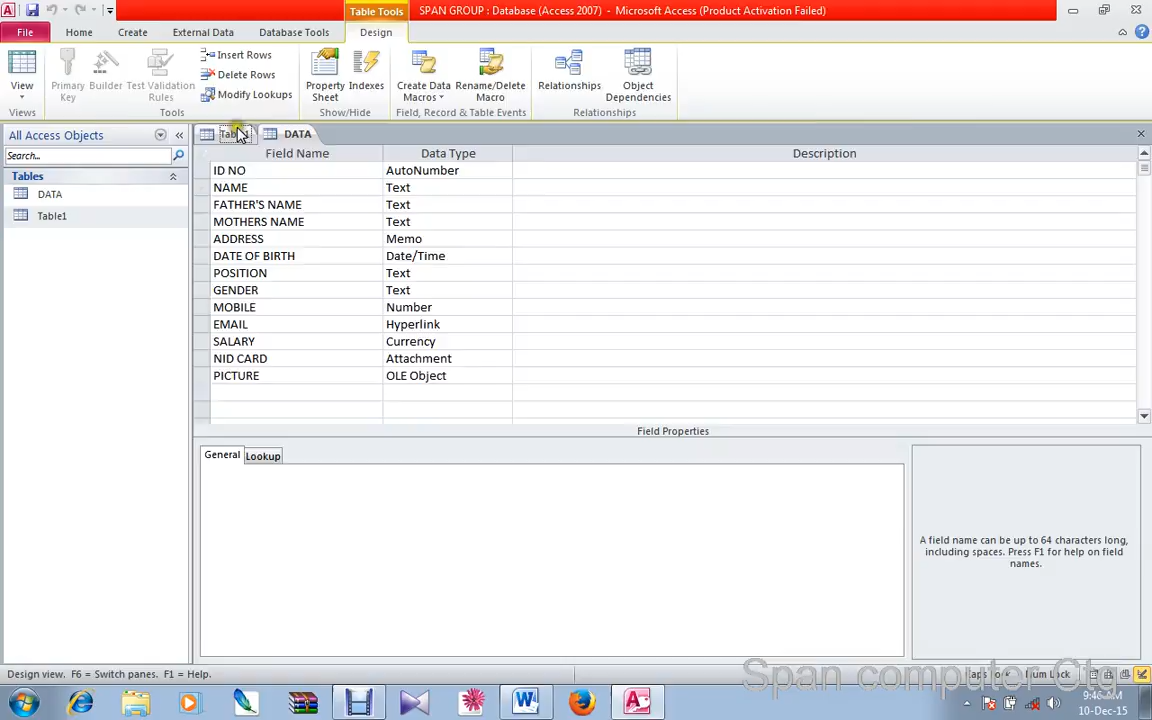 Table Tools
SPAN GROUP : Database (Access 2007) - Microsoft Access (Product Activation Failed)
File
Home
Create
External Data
Database Tools
Design
View
Primary Key
Builder
Test Validation Rules
Insert Rows
Delete Rows
Modify Lookups
Property Sheet
Indexes
Create Data Macros
Rename/Delete Macro
Relationships
Object Dependencies
Views
Tools
Show/Hide
Field, Record & Table Events
Relationships
All Access Objects
Search...
Tables
DATA
Table1
DATA
Field Name Data Type Description
ID NO AutoNumber
NAME Text
FATHER'S NAME Text
MOTHERS NAME Text
ADDRESS Memo
DATE OF BIRTH Date/Time
POSITION Text
GENDER Text
MOBILE Number
EMAIL Hyperlink
SALARY Currency
NID CARD Attachment
PICTURE OLE Object
Field Properties
General
Lookup
A field name can be up to 64 characters long,
including spaces. Press F1 for help on field
names.
Design view. F6 = Switch panes. F1 = Help.
Num Lock
Span computer Ctg
10-Dec-15